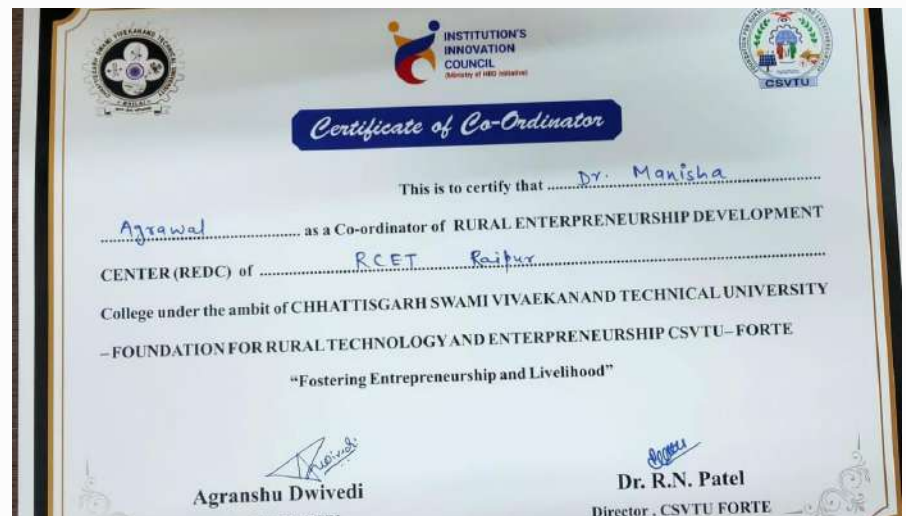 INSTITUTION'S
INNOVATION
COUNCIL
(Ministry of HRD Initiative)
CSVTU
Certificate of Co-Ordinator
This is to certify that Dr. Manisha
Agrawal as a Co-ordinator of RURAL ENTERPRENEURSHIP DEVELOPMENT
CENTER (REDC) of RCET Raipur
College under the ambit of CHHATTISGARH SWAMI VIVAEKANAND TECHNICAL UNIVERSITY
– FOUNDATION FOR RURAL TECHNOLOGY AND ENTERPRENEURSHIP CSVTU– FORTE
“Fostering Entrepreneurship and Livelihood”
Agranshu Dwivedi
Dr. R.N. Patel
Director , CSVTU FORTE